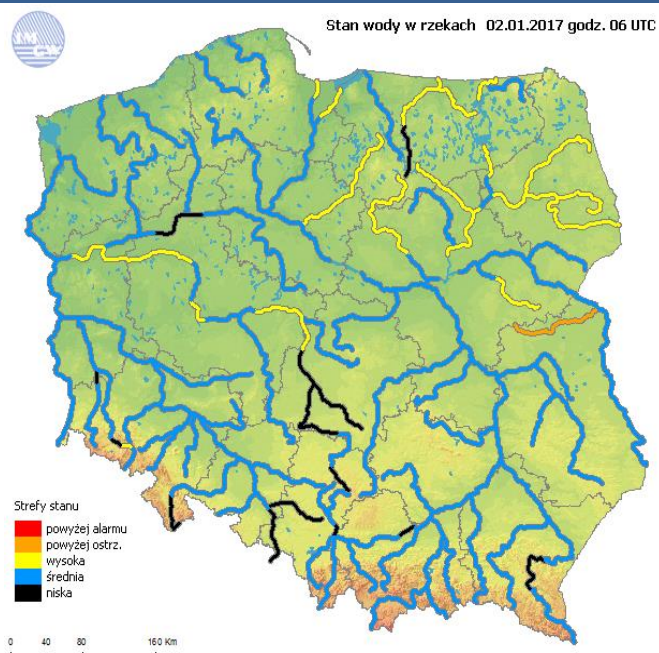 Stan wody w rzekach 02.01.2017 godz. 06 UTC
Strefy stanu
powyżej alarmu
powyżej ostrz.
wysoka
średnia
niska
0 40 80 160 Km